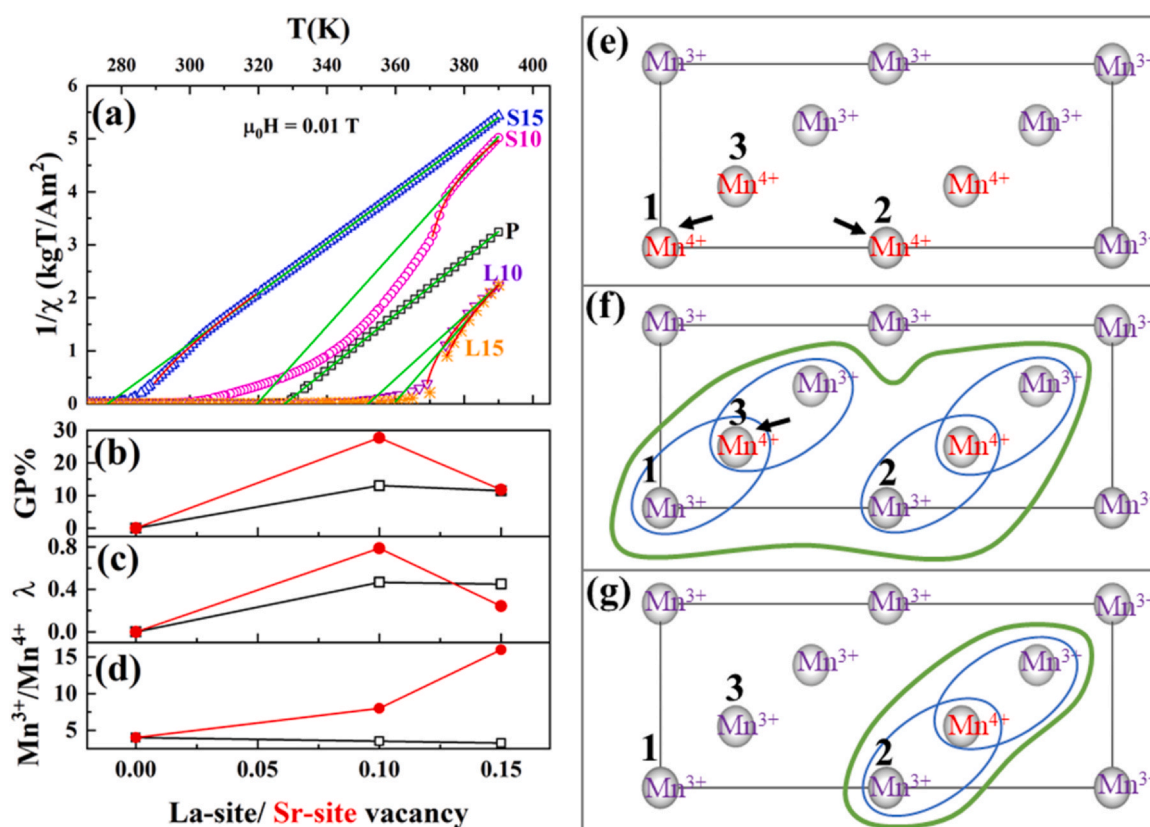 T(K)
280 300 320 340 360 380 400
(a)
μ₀H = 0.01 T
6
5
4
3
2
1
0
1/χ (kgT/Am²)
S15
S10
P
L10
L15
(b)
30
20
10
0
GP%
(c)
0.8
0.4
0.0
λ
(d)
15
10
5
Mn³⁺/Mn⁴⁺
0.00 0.05 0.10 0.15
La-site/ Sr-site vacancy
(e)
Mn³⁺ Mn³⁺ Mn³⁺
Mn³⁺ Mn³⁺
3
Mn⁴⁺ Mn⁴⁺
1 2
Mn⁴⁺ Mn⁴⁺ Mn³⁺
(f)
Mn³⁺ Mn³⁺ Mn³⁺
Mn³⁺ Mn³⁺
3
Mn⁴⁺ Mn⁴⁺
1 2
Mn³⁺ Mn³⁺ Mn³⁺
(g)
Mn³⁺ Mn³⁺ Mn³⁺
Mn³⁺ Mn³⁺
3
Mn³⁺ Mn⁴⁺
1 2
Mn³⁺ Mn³⁺ Mn³⁺